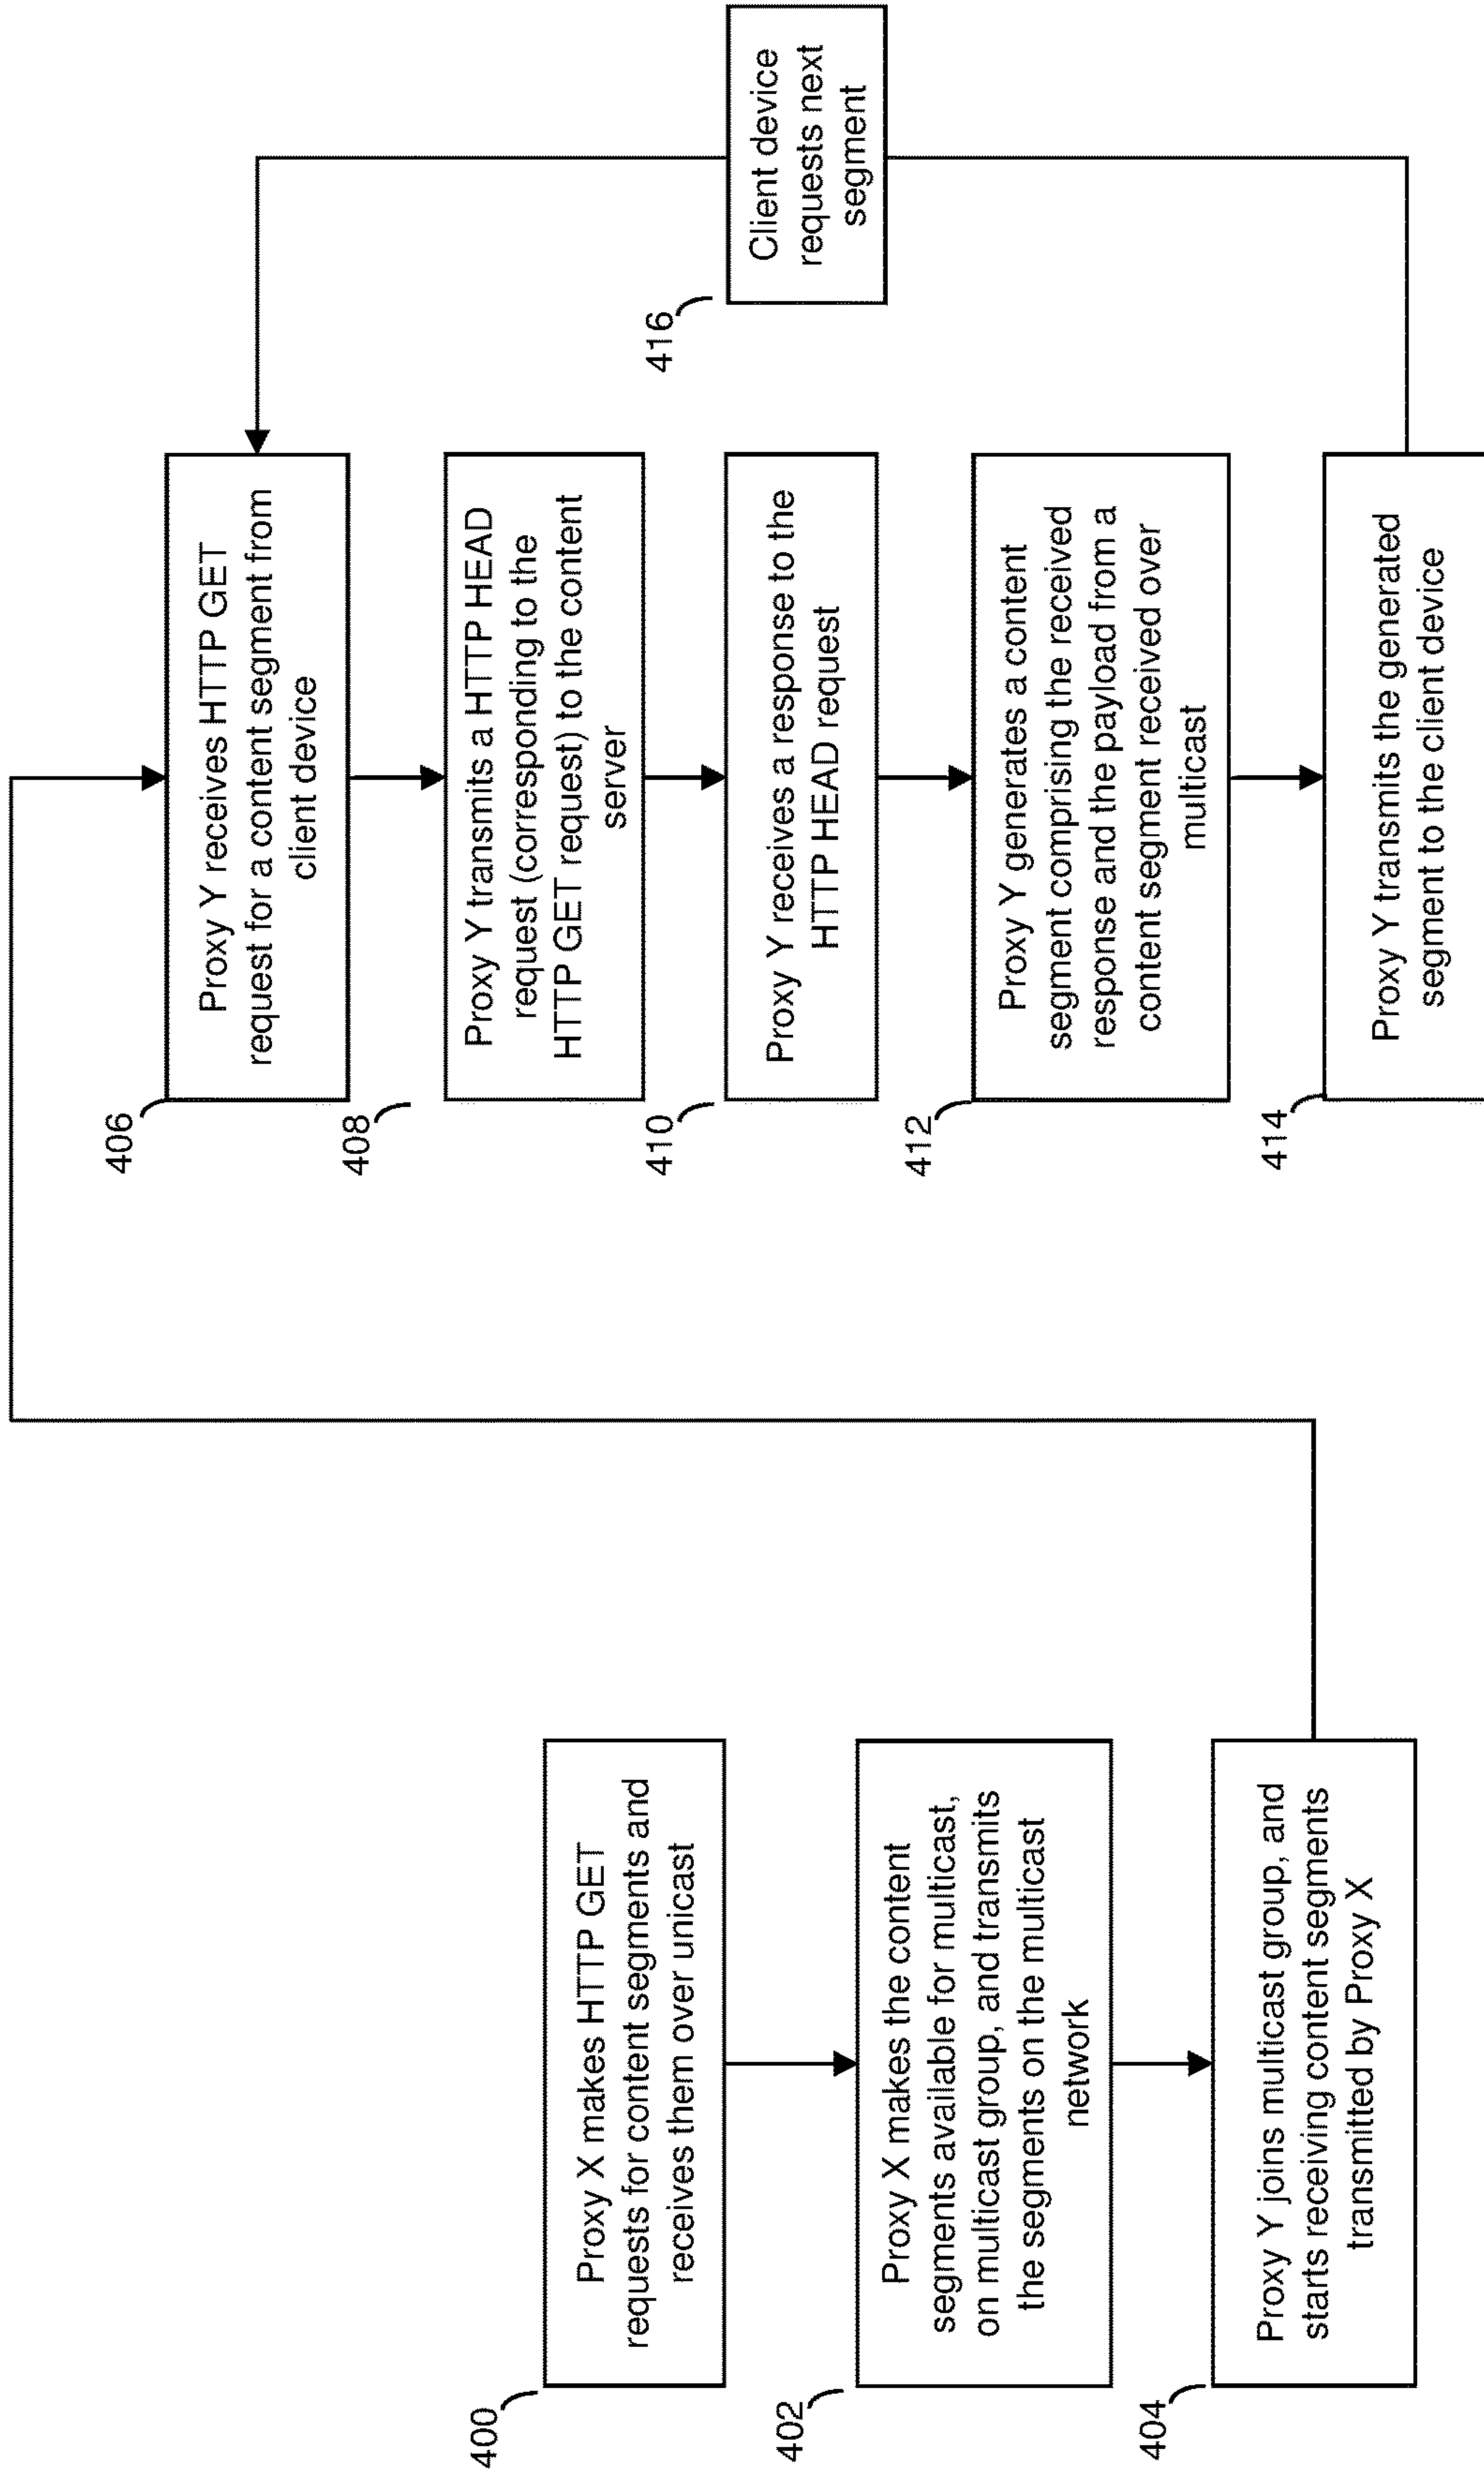 400
Proxy X makes HTTP GET
requests for content segments and
receives them over unicast
402
Proxy X makes the content
segments available for multicast,
on multicast group, and transmits
the segments on the multicast
network
404
Proxy Y joins multicast group, and
starts receiving content segments
transmitted by Proxy X
406
Proxy Y receives HTTP GET
request for a content segment from
client device
408
Proxy Y transmits a HTTP HEAD
request (corresponding to the
HTTP GET request) to the content
server
410
Proxy Y receives a response to the
HTTP HEAD request
412
Proxy Y generates a content
segment comprising the received
response and the payload from a
content segment received over
multicast
414
Proxy Y transmits the generated
segment to the client device
416
Client device
requests next
segment